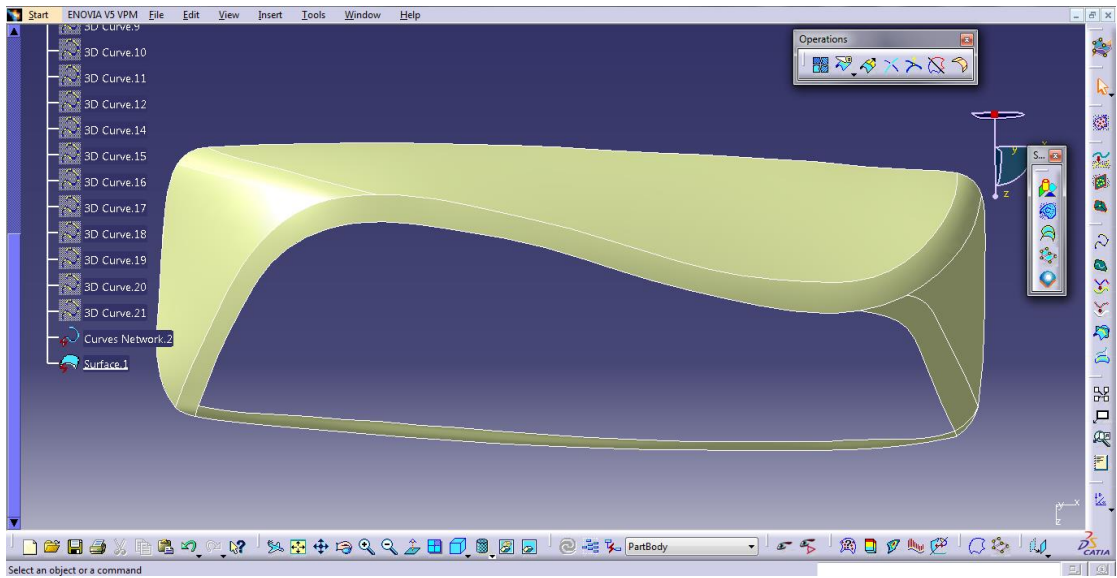 Start ENOVIA V5 VPM File Edit View Insert Tools Window Help
3D Curve.9
3D Curve.10
3D Curve.11
3D Curve.12
3D Curve.14
3D Curve.15
3D Curve.16
3D Curve.17
3D Curve.18
3D Curve.19
3D Curve.20
3D Curve.21
Curves Network.2
Surface.1
Operations
S...
y
z
x
y
z
PartBody
CATIA
Select an object or a command